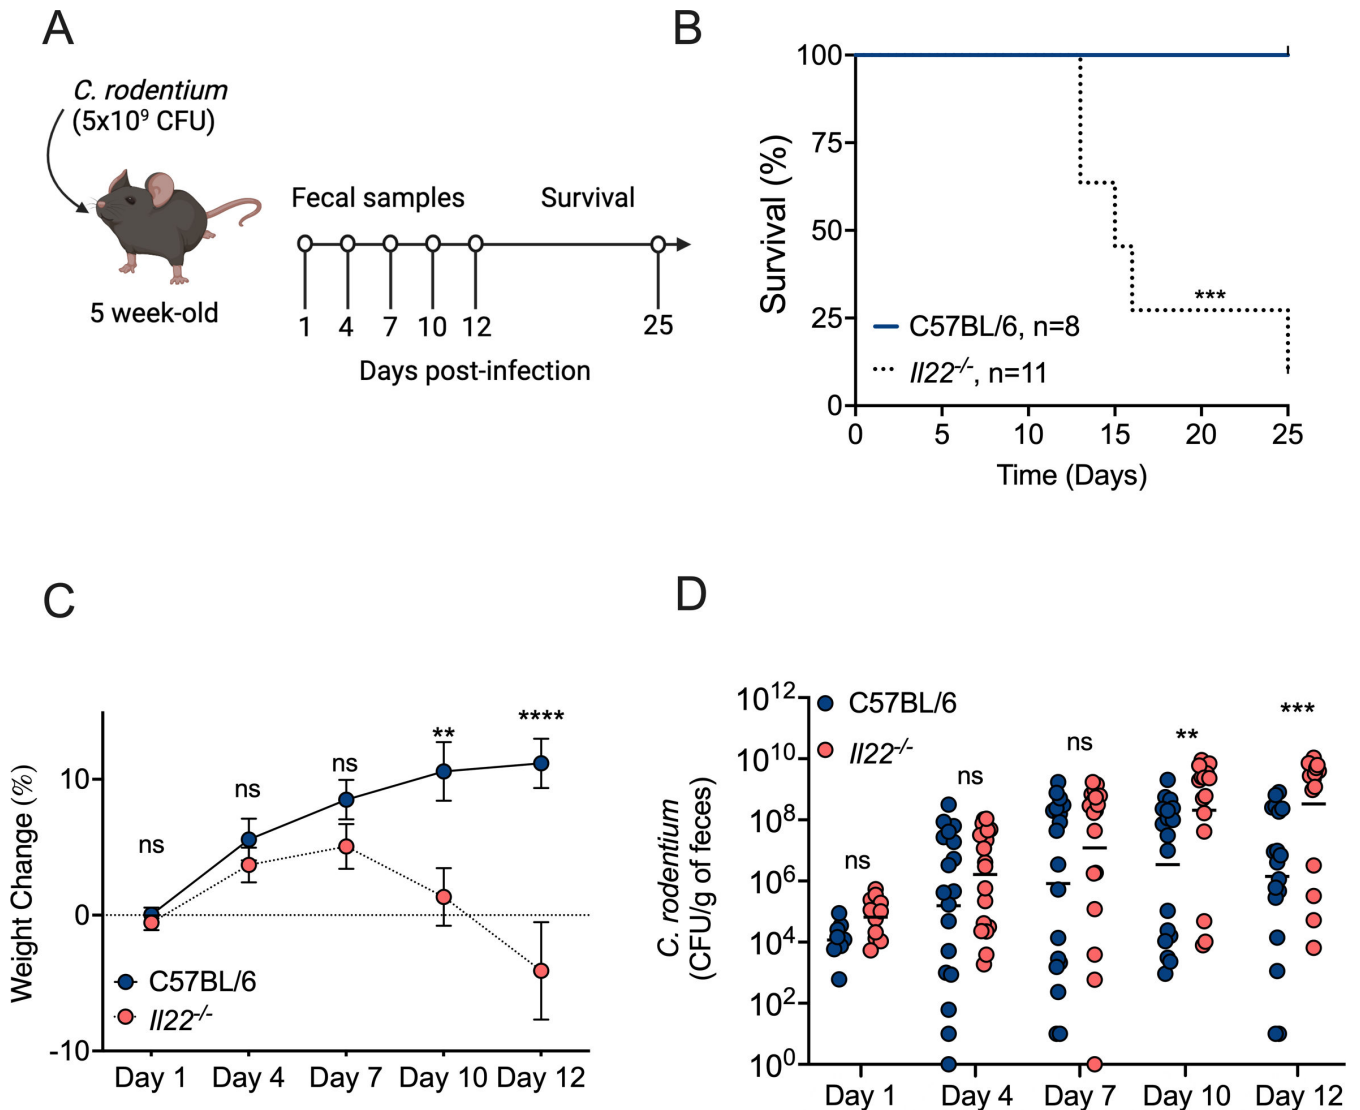 A
C. rodentium
(5x10⁹ CFU)
5 week-old
Fecal samples
Survival
1 4 7 10 12 25
Days post-infection
B
Survival (%)
100
75
50
25
0
***
C57BL/6, n=8
Il22-/-, n=11
0 5 10 15 20 25
Time (Days)
C
Weight Change (%)
10
0
-10
ns
ns
ns
**
****
C57BL/6
Il22-/-
Day 1 Day 4 Day 7 Day 10 Day 12
D
C. rodentium
(CFU/g of feces)
10¹²
10¹⁰
10⁸
10⁶
10⁴
10²
10⁰
C57BL/6
Il22-/-
ns
ns
ns
**
***
Day 1 Day 4 Day 7 Day 10 Day 12